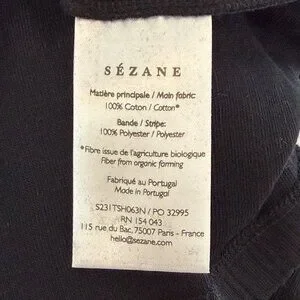 SÉZANE
Matière principale / Main fabric:
100% Coton / Cotton*
Bande / Stripe:
100% Polyester / Polyester
*Fibre issue de l'agriculture biologique
Fiber from organic farming
Fabriqué au Portugal
Made in Portugal
S231TSH063N / PO 32995
RN 154 043
115 rue du Bac, 75007 Paris - France
hello@sezane.com